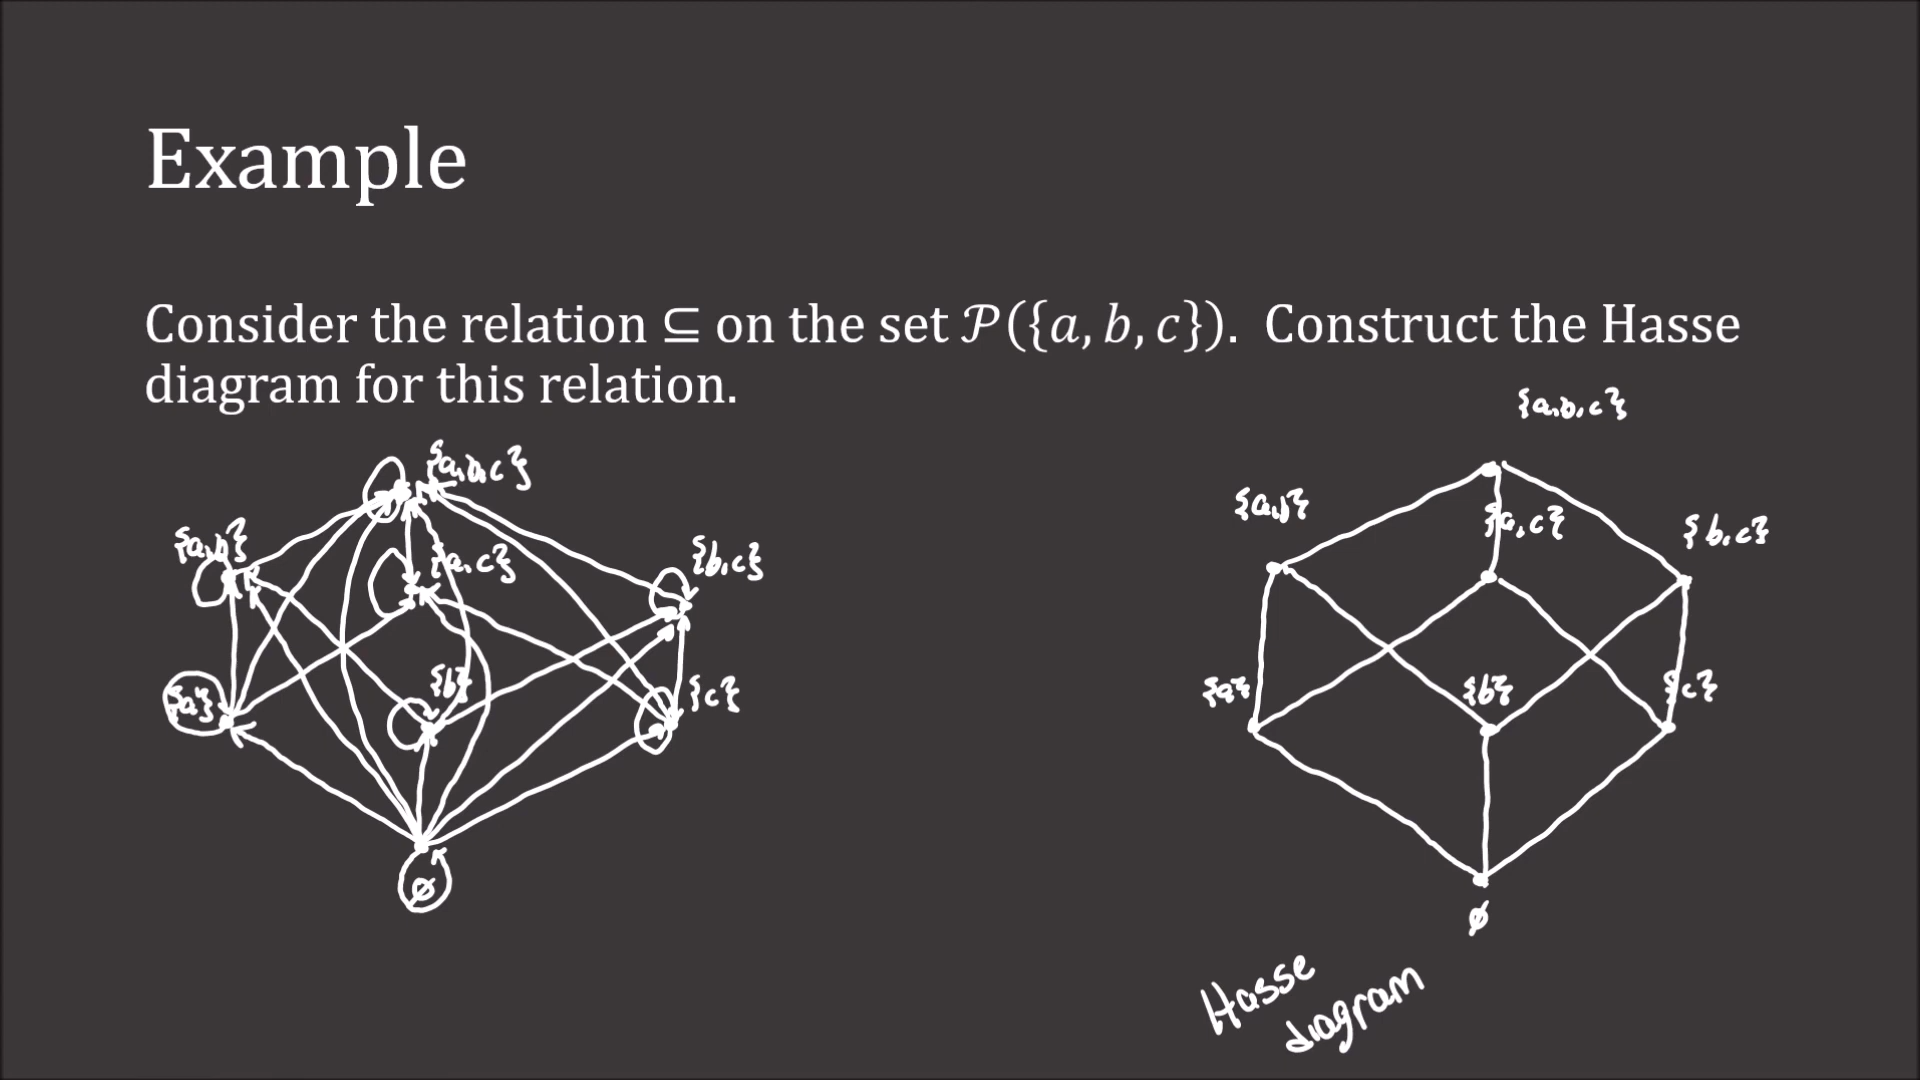 Example
Consider the relation ⊆ on the set 𝒫({a, b, c}). Construct the Hasse
diagram for this relation.
{a,b,c}
{a,b}
{a,c}
{b,c}
{a}
{b}
{c}
∅
{a,b,c}
{a,c}
{b,c}
{a}
{b}
{c}
∅
Hasse
diagram